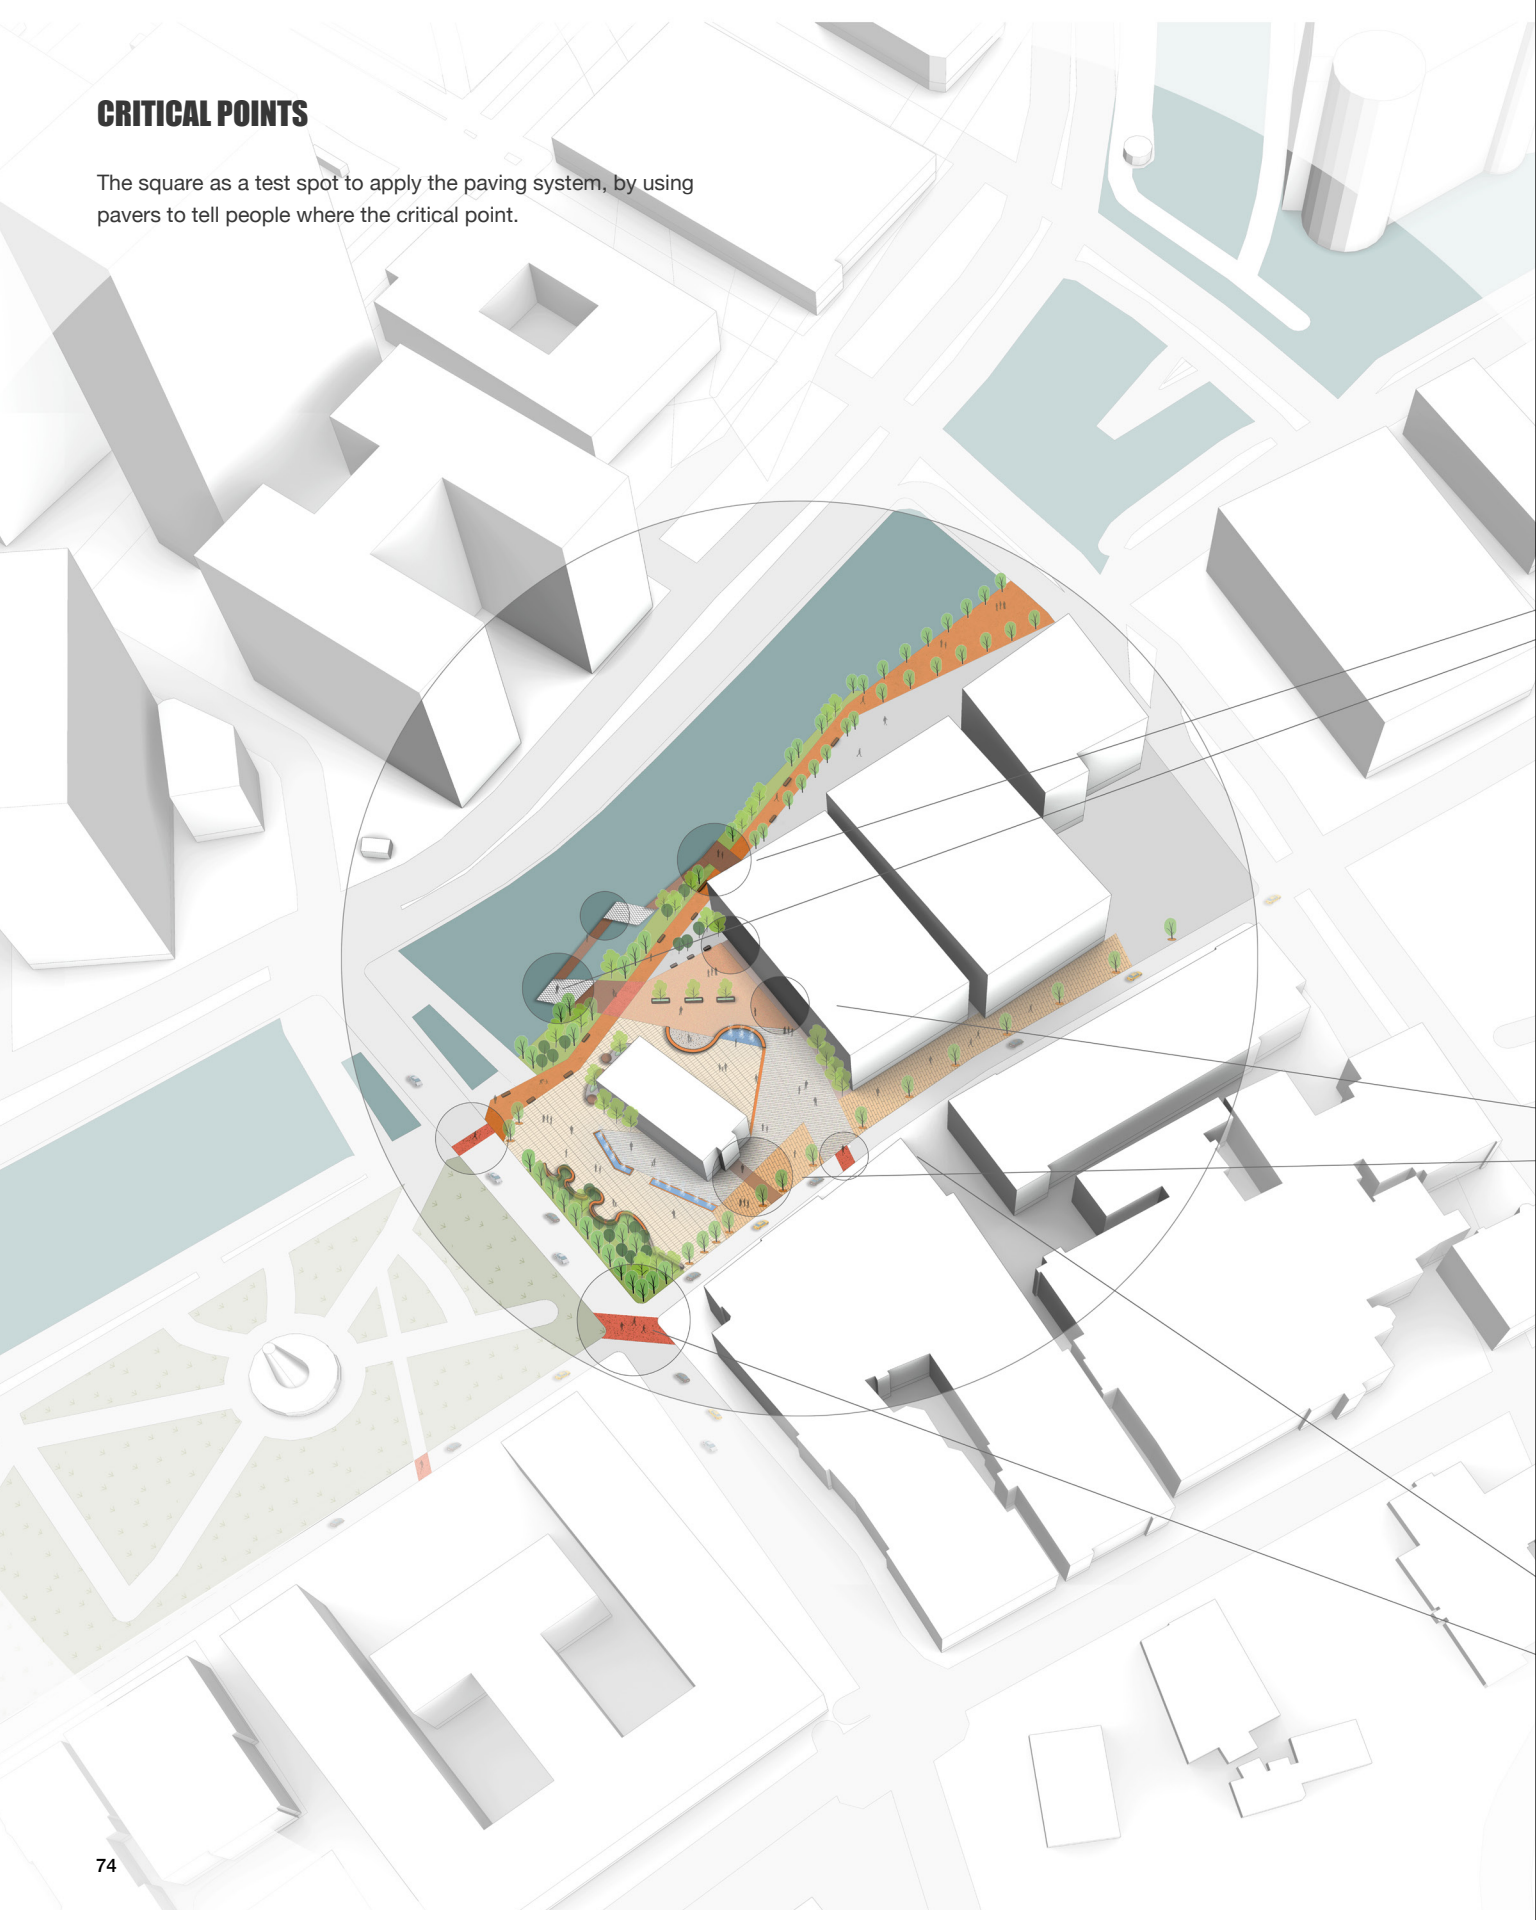 CRITICAL POINTS
The square as a test spot to apply the paving system, by using
pavers to tell people where the critical point.
74